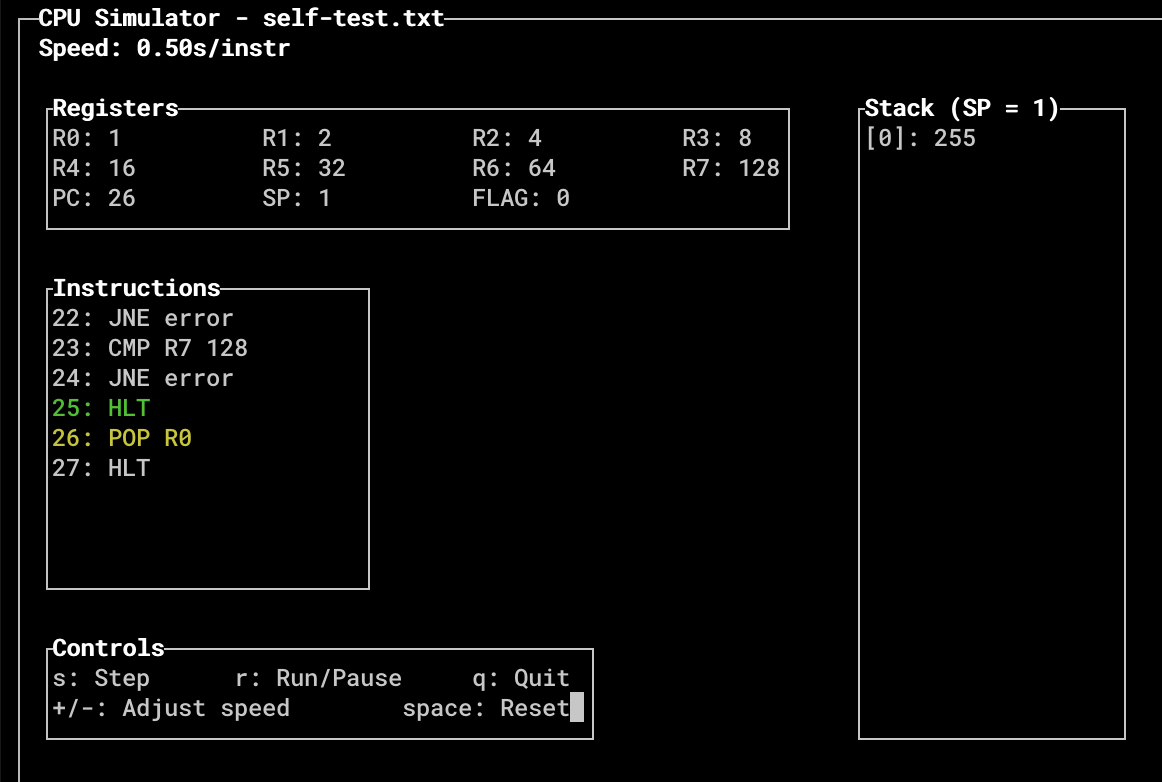 CPU Simulator - self-test.txt
Speed: 0.50s/instr
Registers
R0: 1 R1: 2 R2: 4 R3: 8
R4: 16 R5: 32 R6: 64 R7: 128
PC: 26 SP: 1 FLAG: 0
Stack (SP = 1)
[0]: 255
Instructions
22: JNE error
23: CMP R7 128
24: JNE error
25: HLT
26: POP R0
27: HLT
Controls
s: Step r: Run/Pause q: Quit
+/-: Adjust speed space: Reset